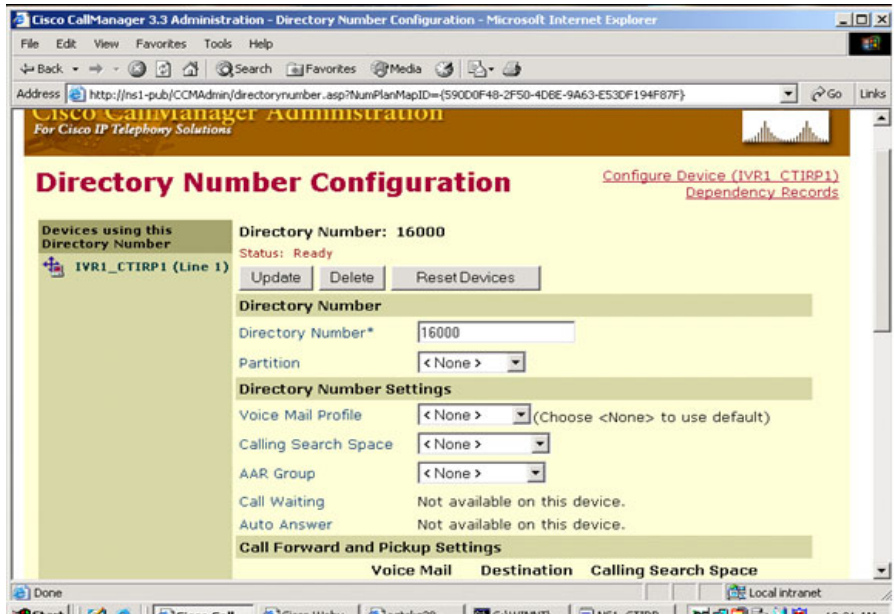 Cisco CallManager 3.3 Administration - Directory Number Configuration - Microsoft Internet Explorer
File Edit View Favorites Tools Help
Back Search Favorites Media
Address http://ns1-pub/CCMAdmin/directorynumber.asp?NumPlanMapID={590D0F48-2F50-4DBE-9A63-E53DF194F87F} Go Links
Cisco CallManager Administration
For Cisco IP Telephony Solutions
Directory Number Configuration
Configure Device (IVR1_CTIRP1)
Dependency Records
Devices using this
Directory Number
IVR1_CTIRP1 (Line 1)
Directory Number: 16000
Status: Ready
Update Delete Reset Devices
Directory Number
Directory Number* 16000
Partition < None >
Directory Number Settings
Voice Mail Profile < None > (Choose <None> to use default)
Calling Search Space < None >
AAR Group < None >
Call Waiting Not available on this device.
Auto Answer Not available on this device.
Call Forward and Pickup Settings
Voice Mail Destination Calling Search Space
Done Local intranet